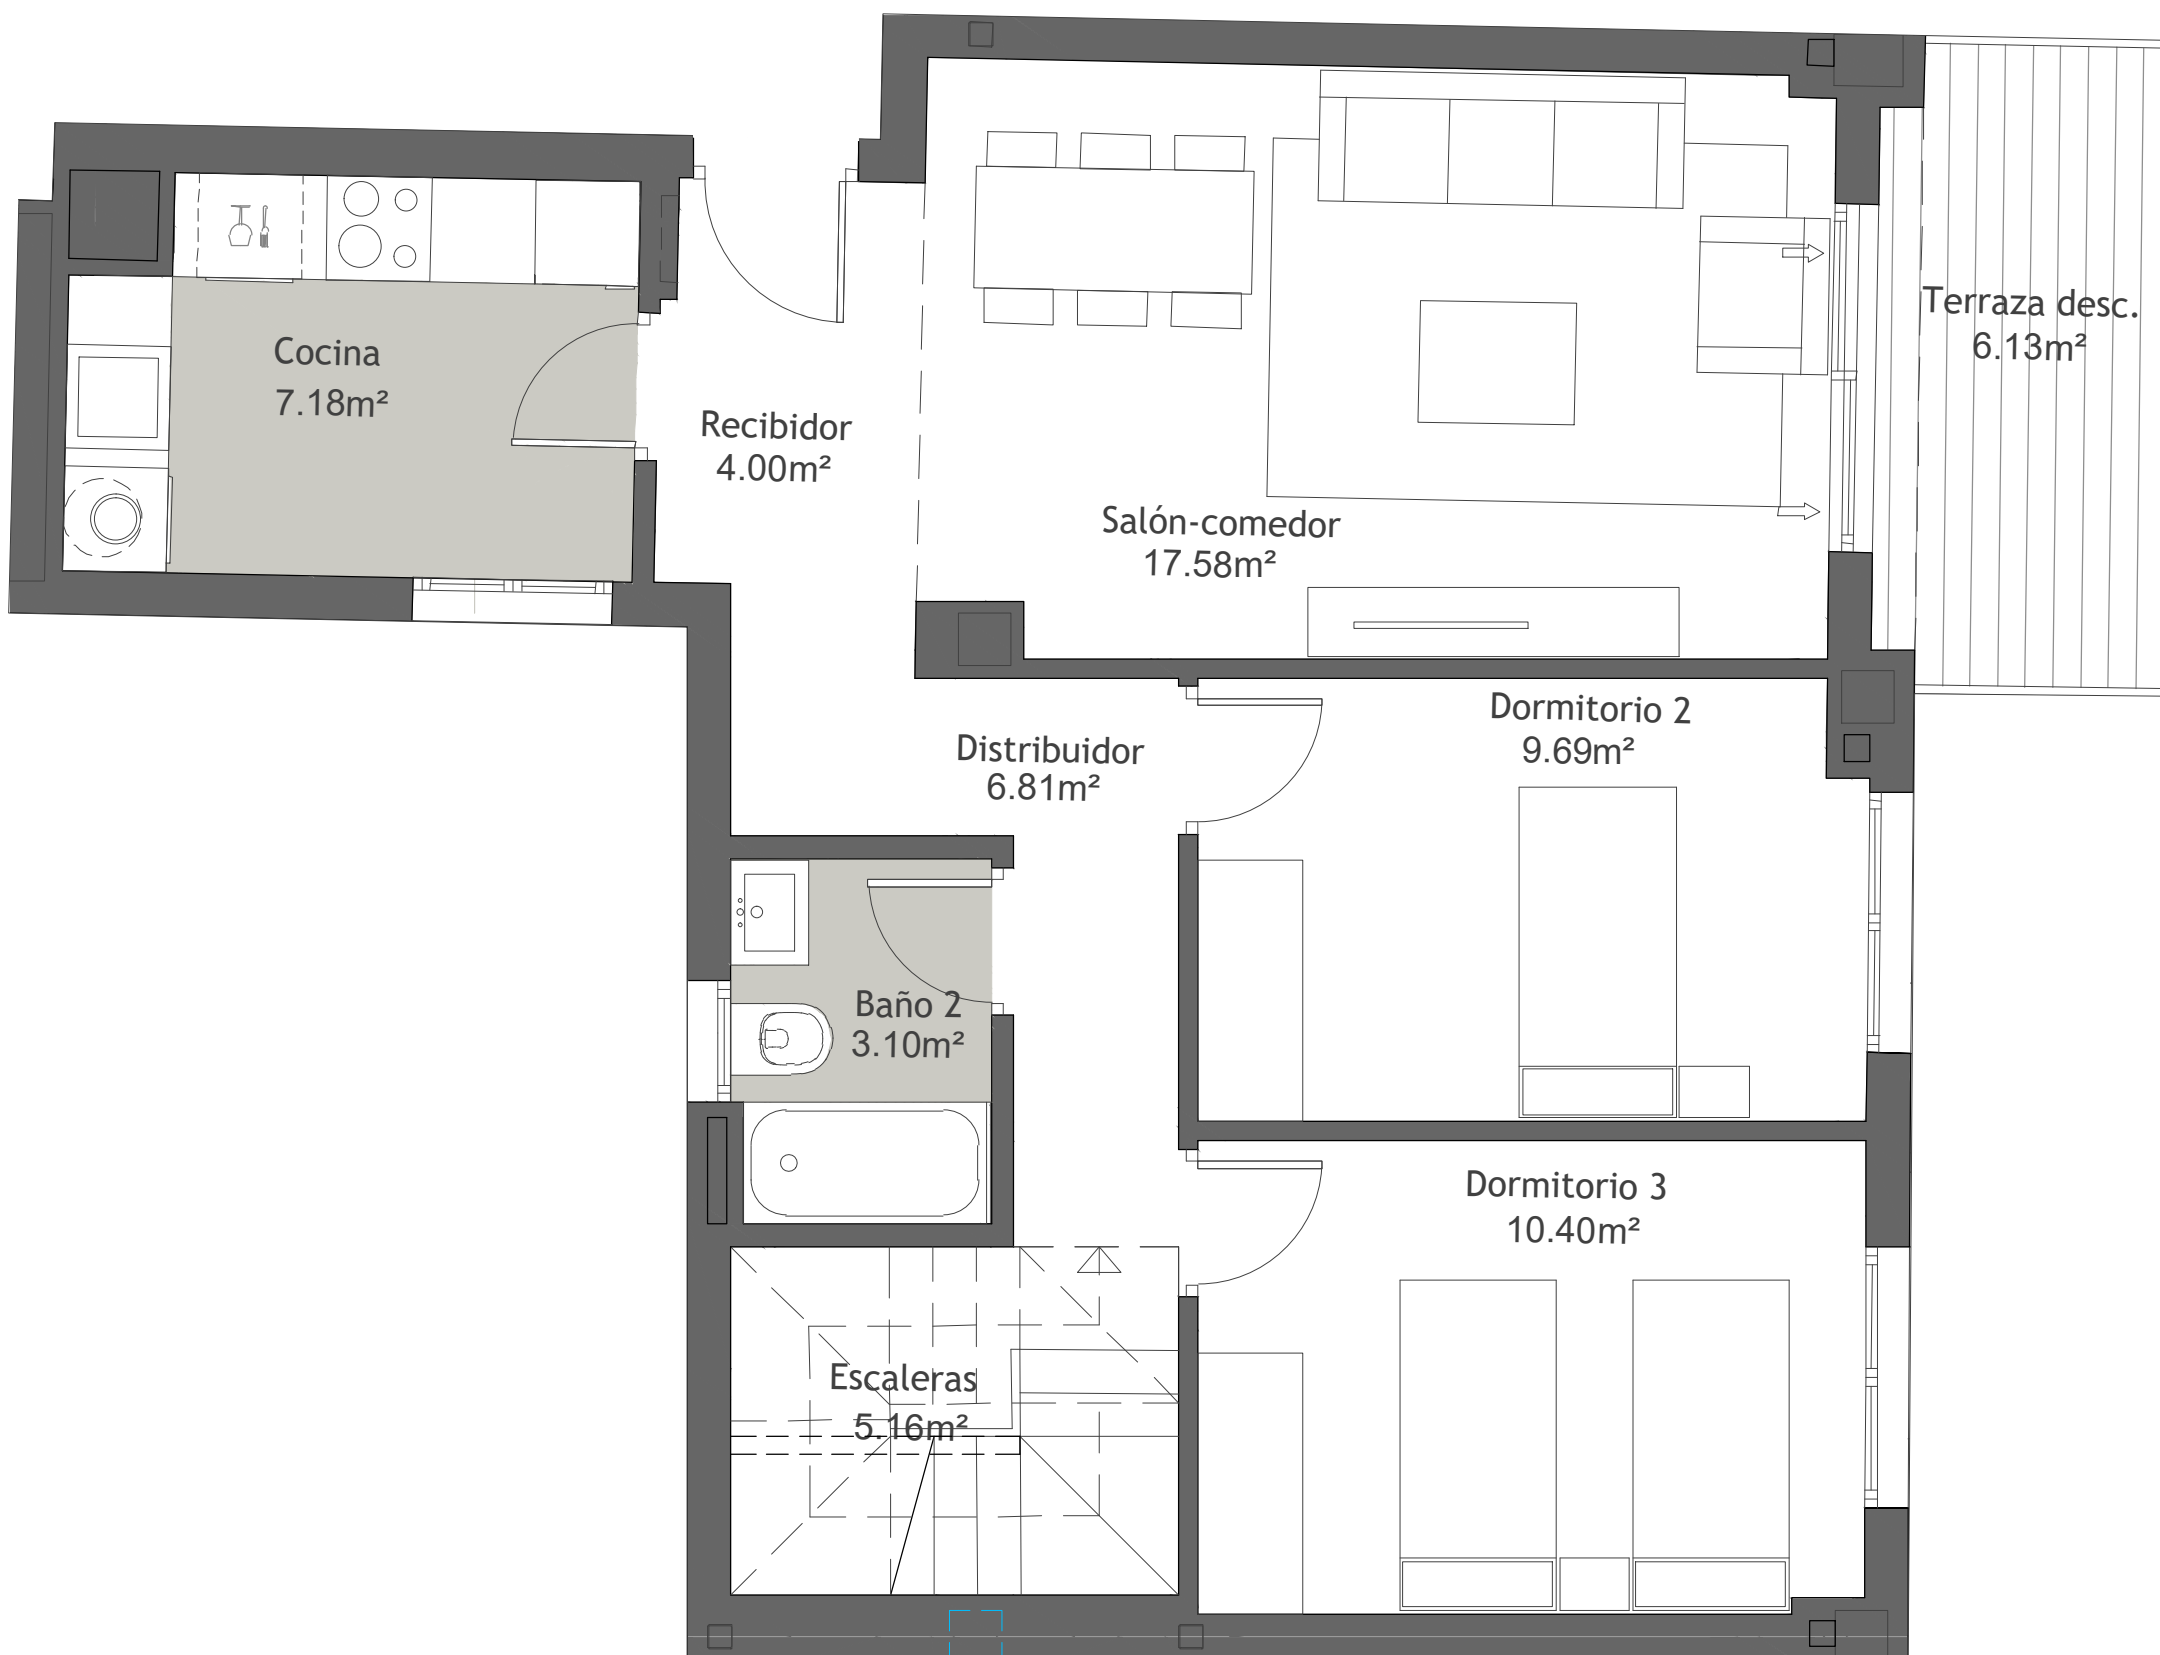 Terraza desc.
6.13m²
Cocina
7.18m²
Recibidor
4.00m²
Salón-comedor
17.58m²
Dormitorio 2
9.69m²
Distribuidor
6.81m²
Baño 2
3.10m²
Dormitorio 3
10.40m²
Escaleras
5.16m²